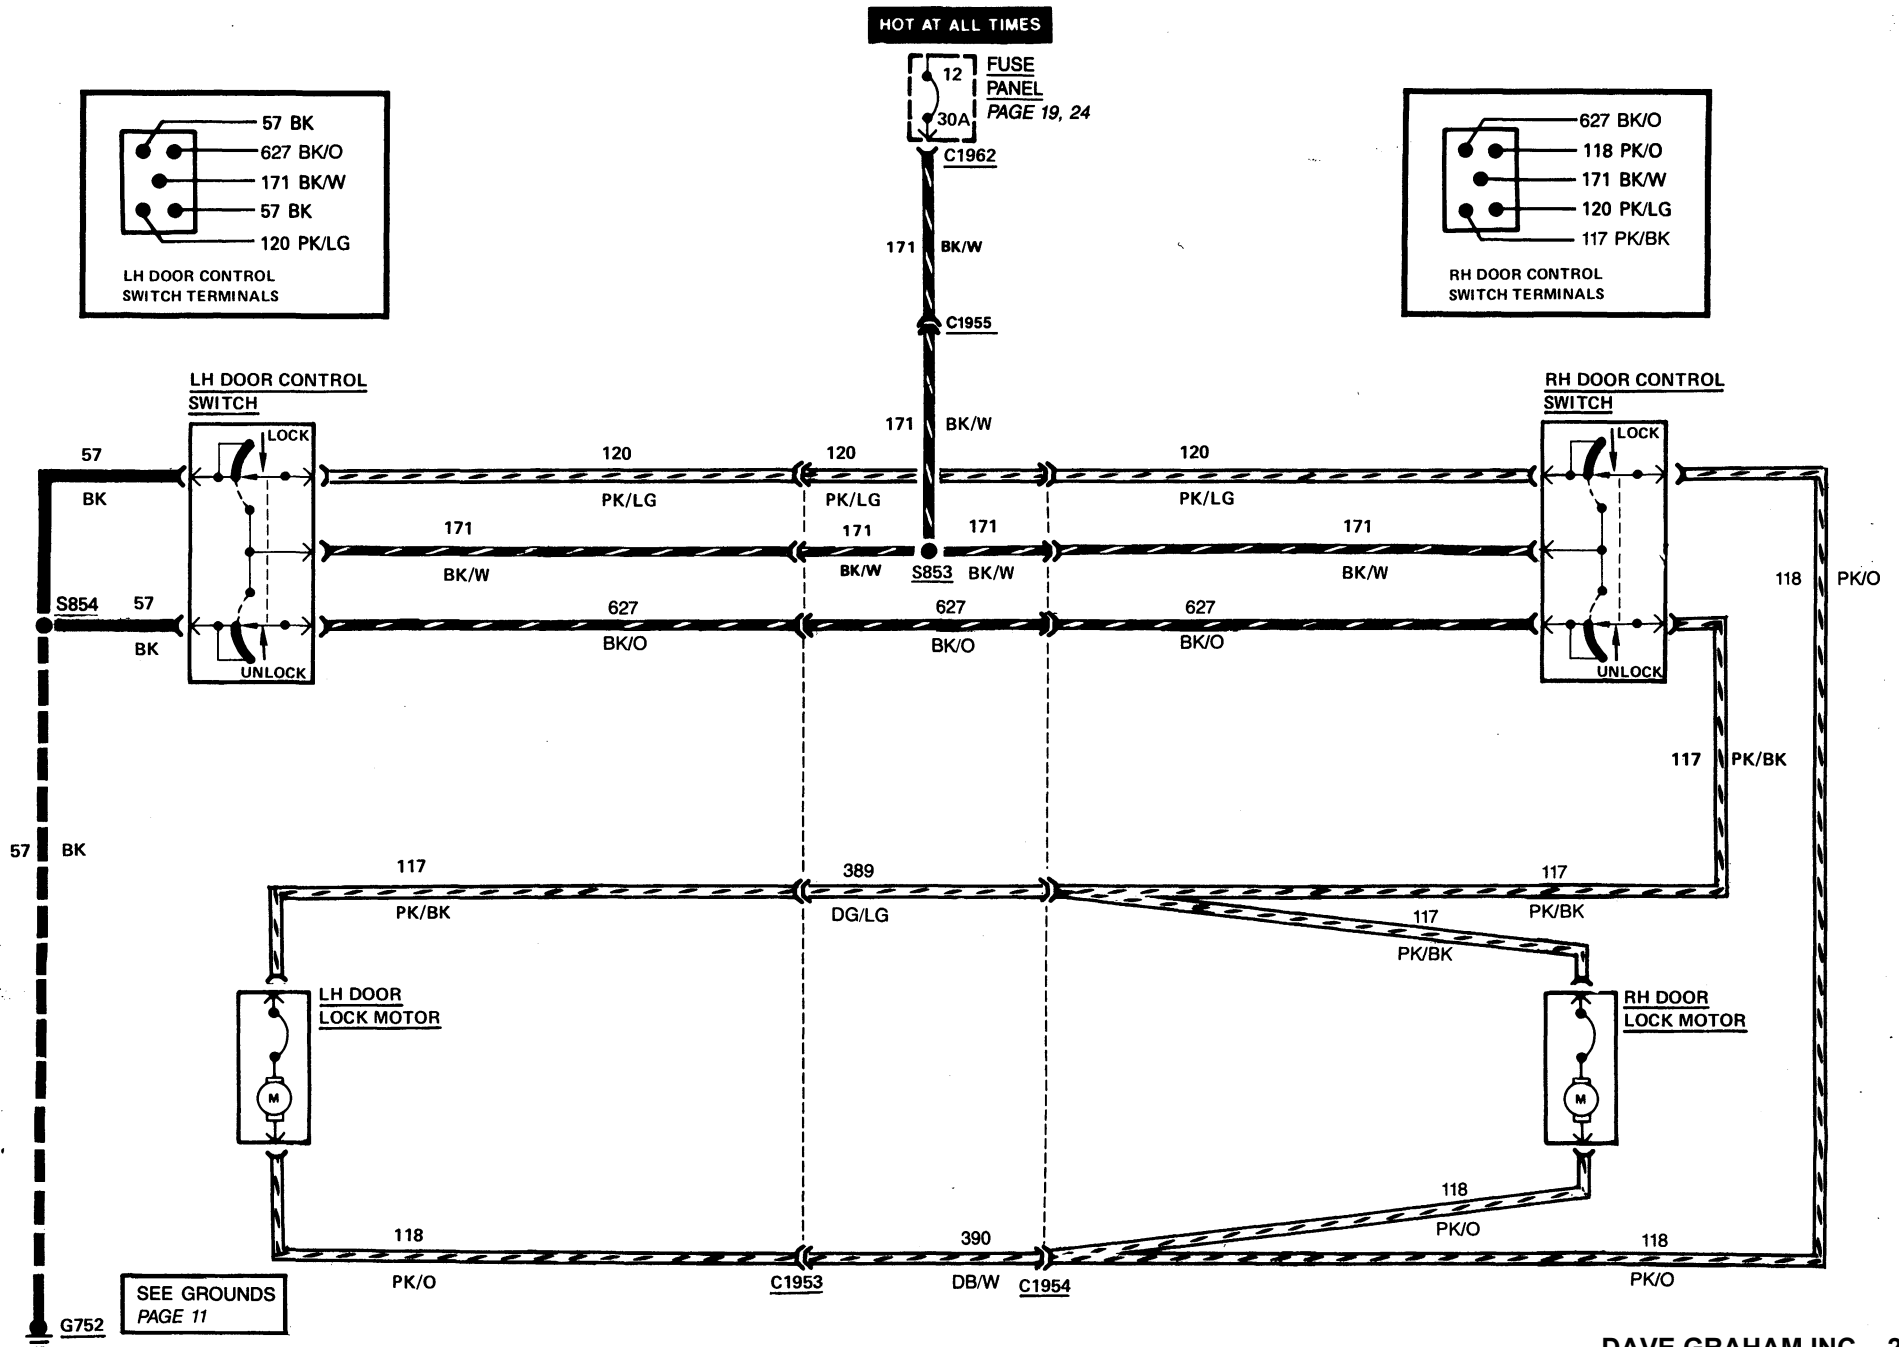 HOT AT ALL TIMES
12
30A
FUSE
PANEL
PAGE 19, 24
C1962
57 BK
627 BK/O
171 BK/W
57 BK
120 PK/LG
LH DOOR CONTROL
SWITCH TERMINALS
627 BK/O
118 PK/O
171 BK/W
120 PK/LG
117 PK/BK
RH DOOR CONTROL
SWITCH TERMINALS
171 BK/W
C1955
171 BK/W
LH DOOR CONTROL
SWITCH
LOCK
UNLOCK
RH DOOR CONTROL
SWITCH
LOCK
UNLOCK
57
BK
120
PK/LG
120
PK/LG
120
PK/LG
171
BK/W
171
BK/W
S853
171
BK/W
171
BK/W
118 PK/O
S854
57
BK
627
BK/O
627
BK/O
627
BK/O
117 PK/BK
57 BK
117
PK/BK
389
DG/LG
117
PK/BK
117
PK/BK
LH DOOR
LOCK MOTOR
M
RH DOOR
LOCK MOTOR
M
118
PK/O
118
PK/O
390
DB/W
118
PK/O
C1953
C1954
SEE GROUNDS
PAGE 11
G752
DAVE GRAHAM INC